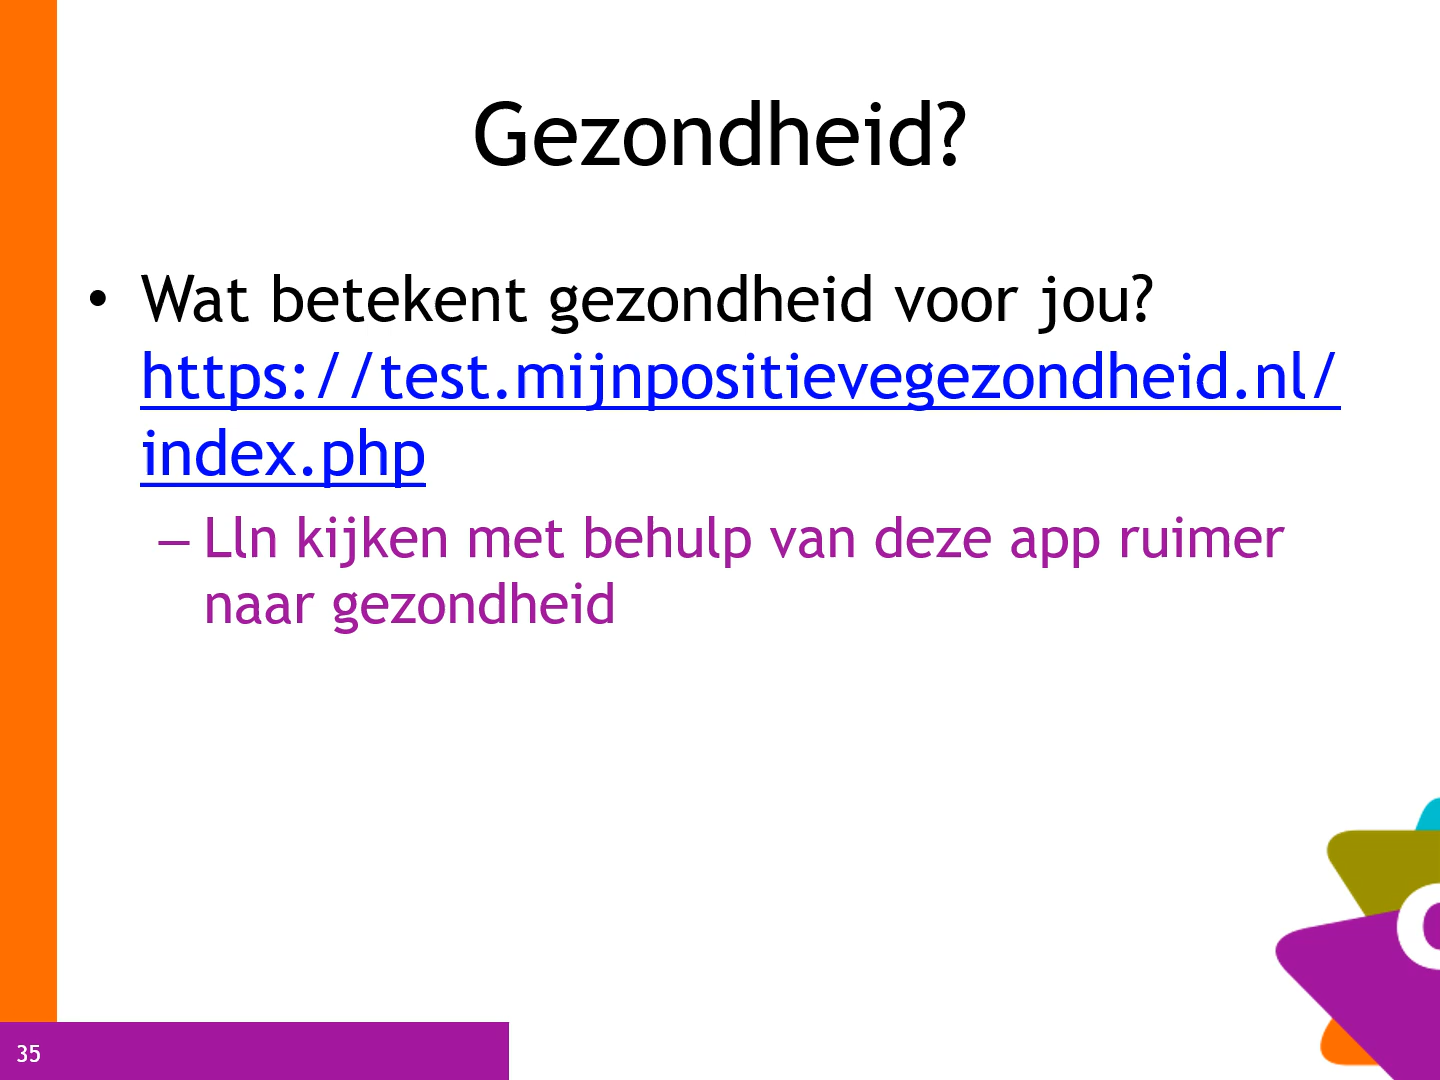 Gezondheid?
• Wat betekent gezondheid voor jou?
https://test.mijnpositievegezondheid.nl/
index.php
– Lln kijken met behulp van deze app ruimer
naar gezondheid
35